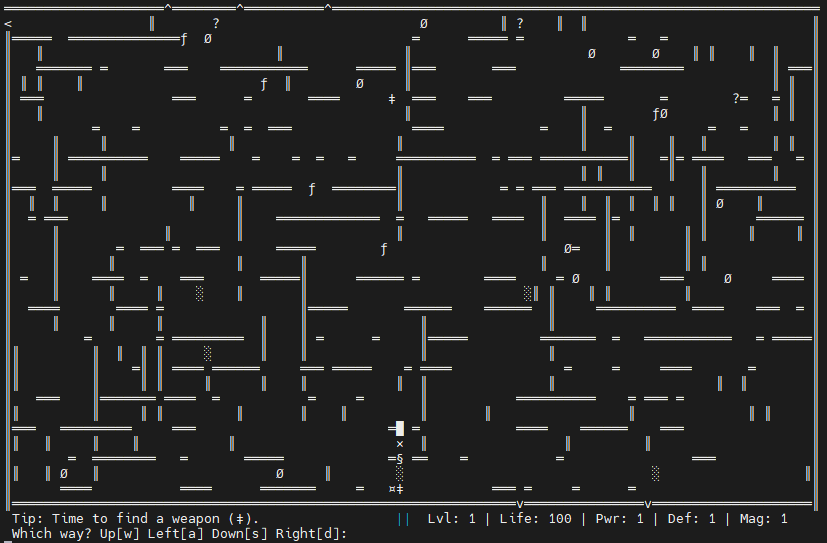 Tip: Time to find a weapon (‡). || Lvl: 1 | Life: 100 | Pwr: 1 | Def: 1 | Mag: 1
Which way? Up[w] Left[a] Down[s] Right[d]: